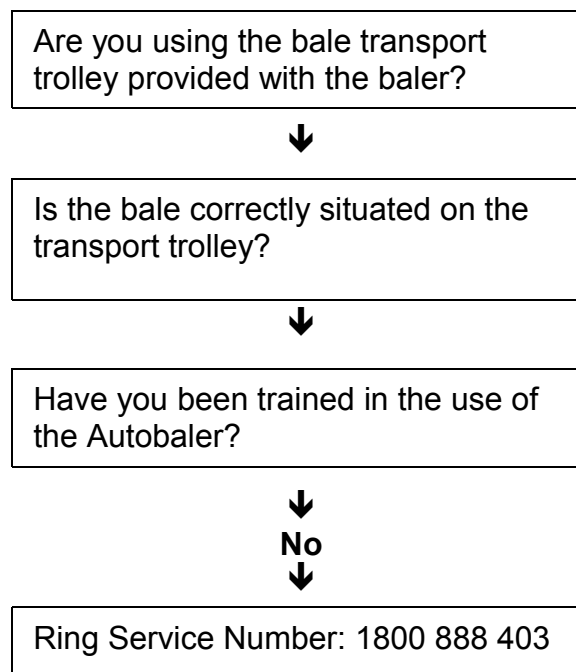 Are you using the bale transport
trolley provided with the baler?
Is the bale correctly situated on the
transport trolley?
Have you been trained in the use of
the Autobaler?
No
Ring Service Number: 1800 888 403